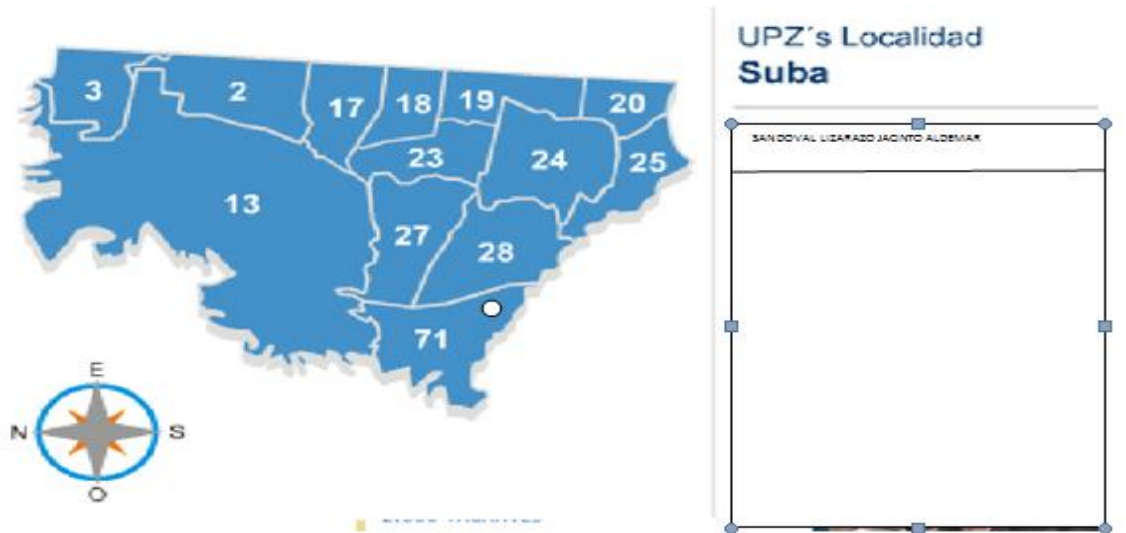 UPZ´s Localidad
Suba
SANDOVAL LIZARAZO JACINTO ALDEMAR
3
2
17
18
19
20
23
24
25
13
27
28
71
E
N
S
O